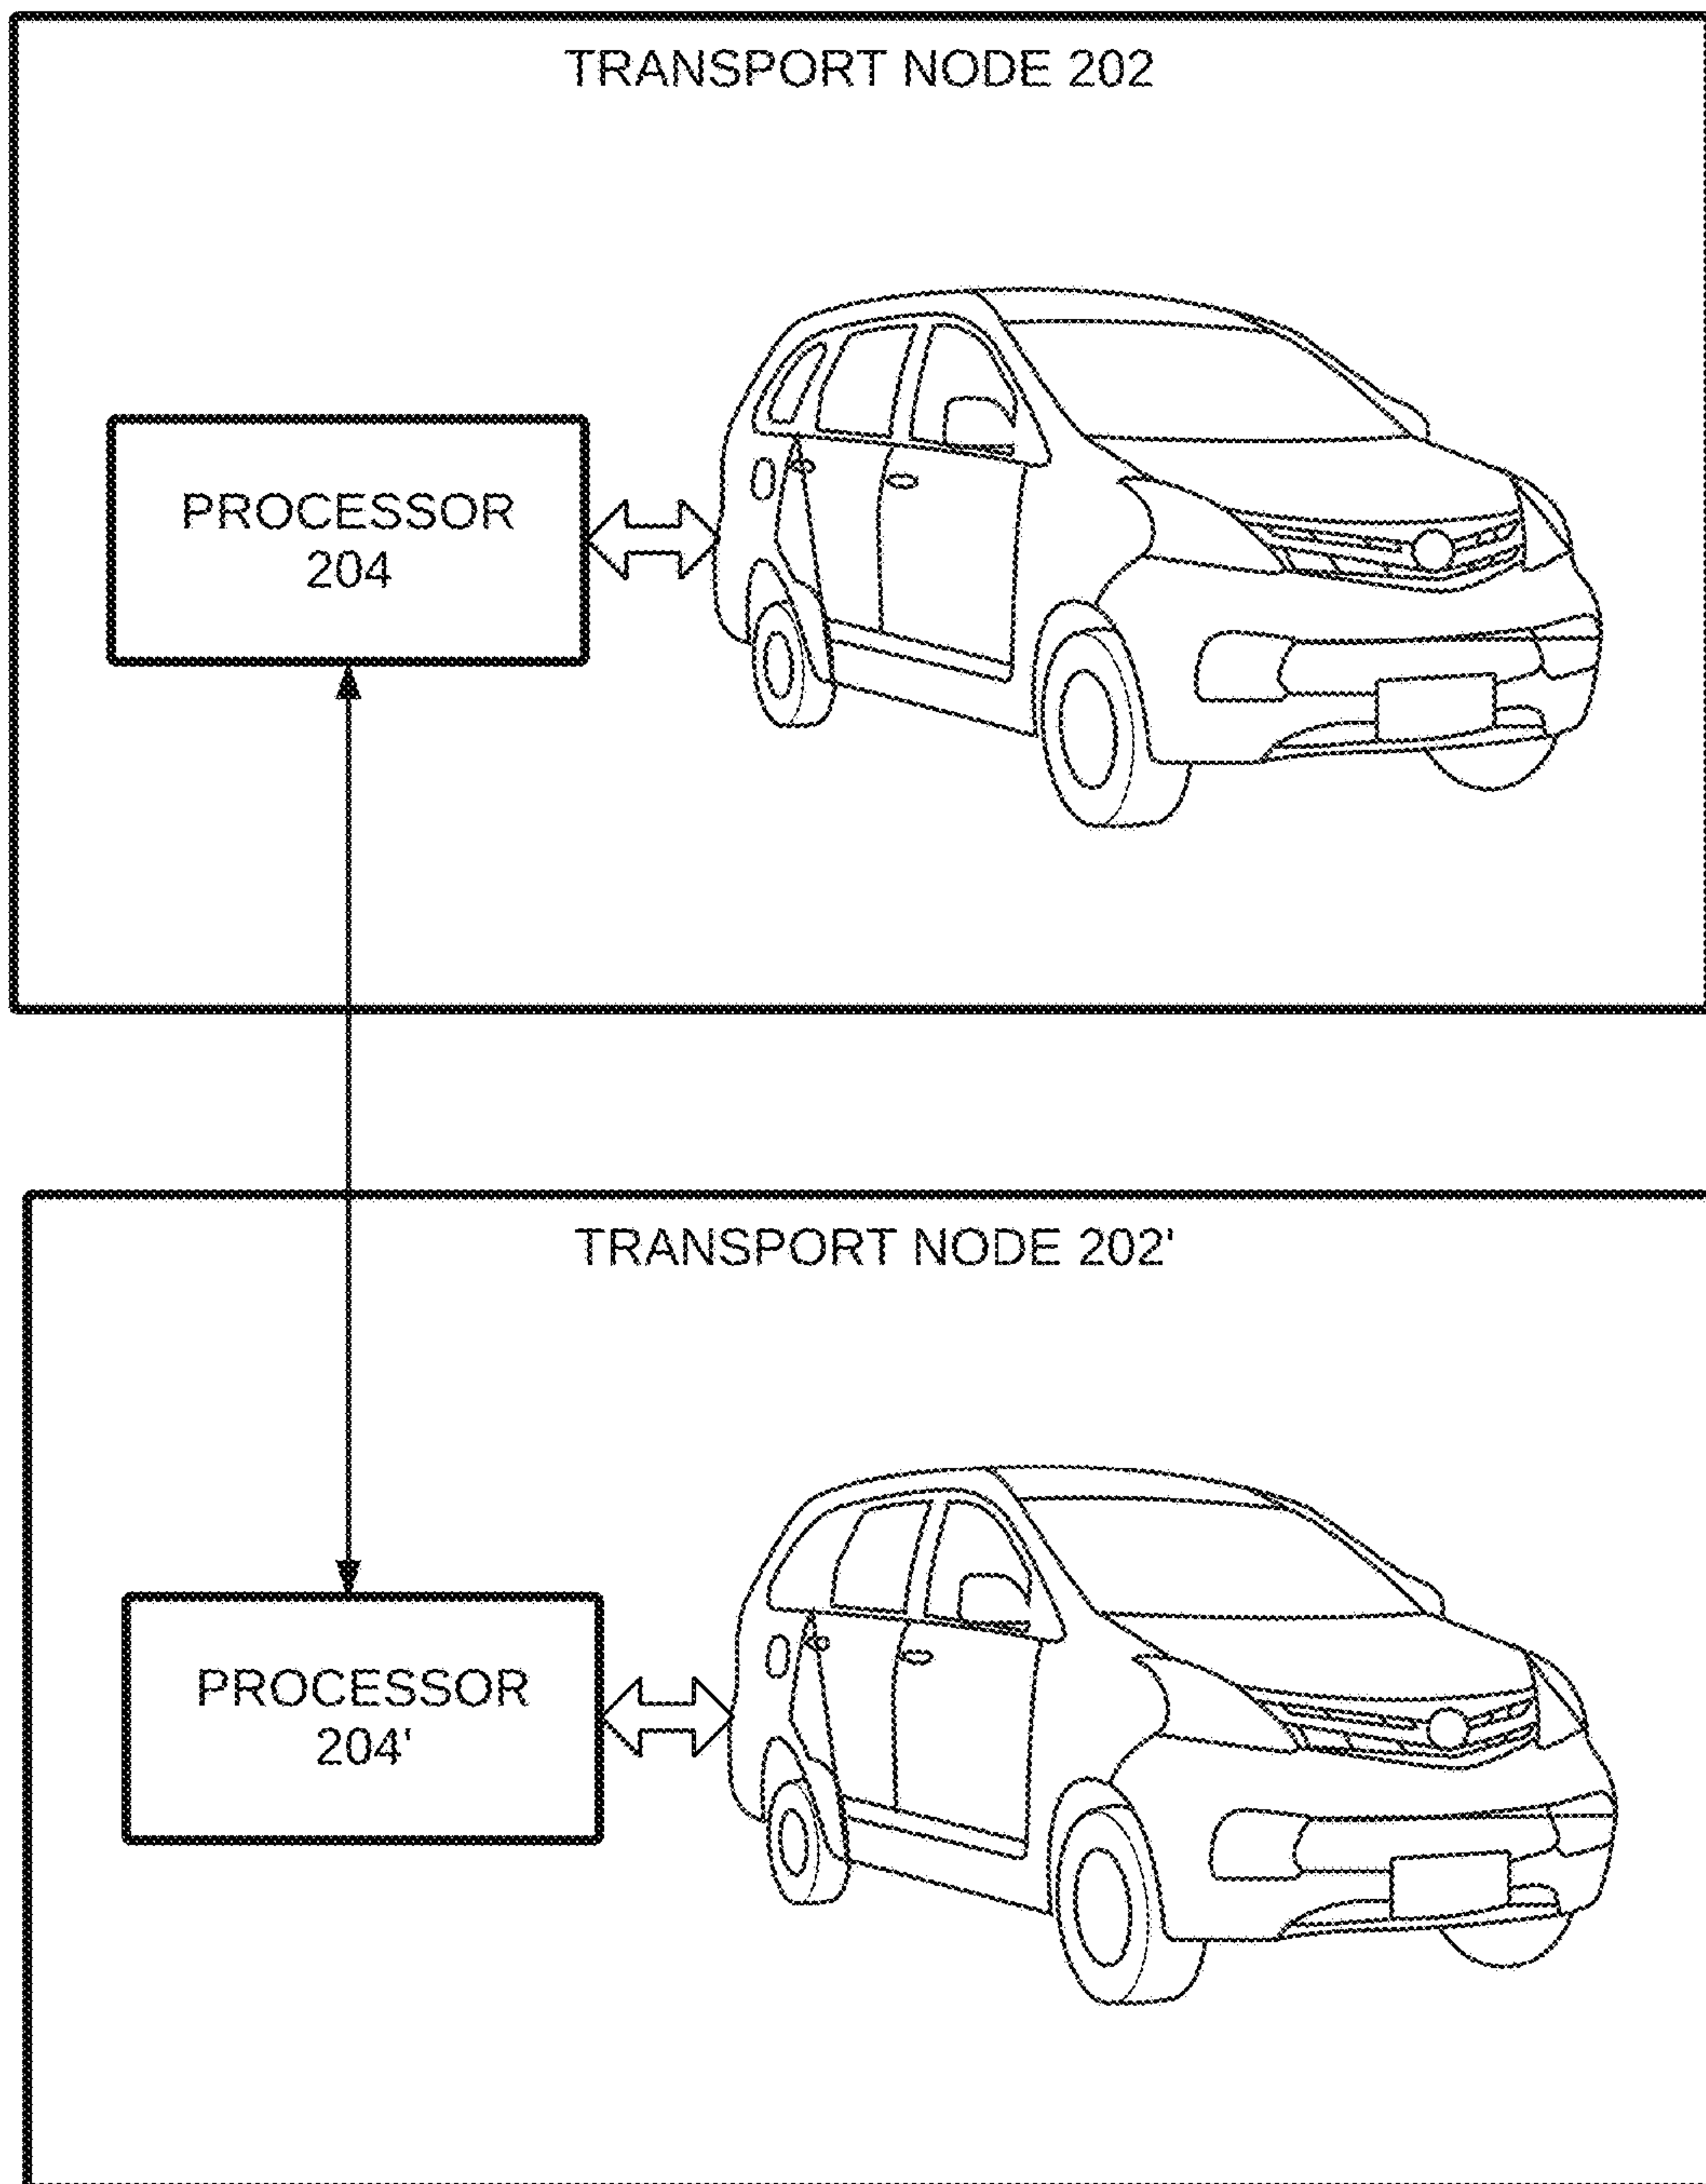 TRANSPORT NODE 202
PROCESSOR
204
TRANSPORT NODE 202'
PROCESSOR
204'